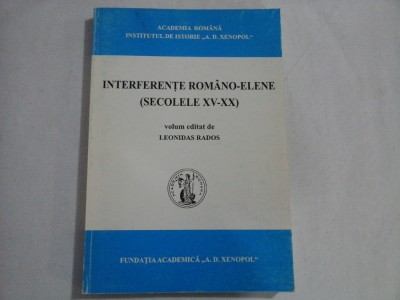 ACADEMIA ROMÂNĂ
INSTITUTUL DE ISTORIE „A. D. XENOPOL”
INTERFERENȚE ROMÂNO-ELENE
(SECOLELE XV-XX)
volum editat de
LEONIDAS RADOS
FUNDAȚIA ACADEMICĂ „A. D. XENOPOL”